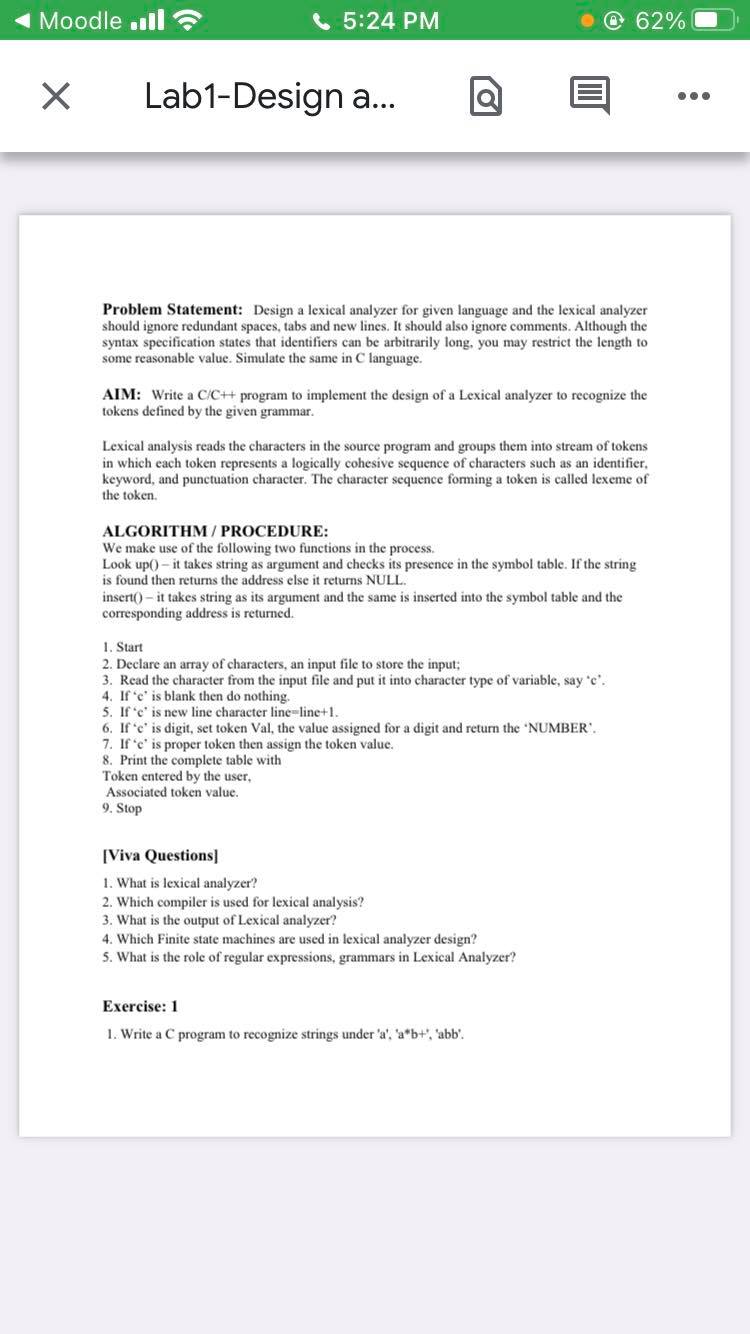 ◀ Moodle 5:24 PM 62%
Lab1-Design a...
Problem Statement: Design a lexical analyzer for given language and the lexical analyzer
should ignore redundant spaces, tabs and new lines. It should also ignore comments. Although the
syntax specification states that identifiers can be arbitrarily long, you may restrict the length to
some reasonable value. Simulate the same in C language.
AIM: Write a C/C++ program to implement the design of a Lexical analyzer to recognize the
tokens defined by the given grammar.
Lexical analysis reads the characters in the source program and groups them into stream of tokens
in which each token represents a logically cohesive sequence of characters such as an identifier,
keyword, and punctuation character. The character sequence forming a token is called lexeme of
the token.
ALGORITHM / PROCEDURE:
We make use of the following two functions in the process.
Look up() – it takes string as argument and checks its presence in the symbol table. If the string
is found then returns the address else it returns NULL.
insert() – it takes string as its argument and the same is inserted into the symbol table and the
corresponding address is returned.
1. Start
2. Declare an array of characters, an input file to store the input;
3. Read the character from the input file and put it into character type of variable, say ‘c’.
4. If ‘c’ is blank then do nothing.
5. If ‘c’ is new line character line=line+1.
6. If ‘c’ is digit, set token Val, the value assigned for a digit and return the ‘NUMBER’.
7. If ‘c’ is proper token then assign the token value.
8. Print the complete table with
Token entered by the user,
Associated token value.
9. Stop
[Viva Questions]
1. What is lexical analyzer?
2. Which compiler is used for lexical analysis?
3. What is the output of Lexical analyzer?
4. Which Finite state machines are used in lexical analyzer design?
5. What is the role of regular expressions, grammars in Lexical Analyzer?
Exercise: 1
1. Write a C program to recognize strings under 'a', 'a*b+', 'abb'.